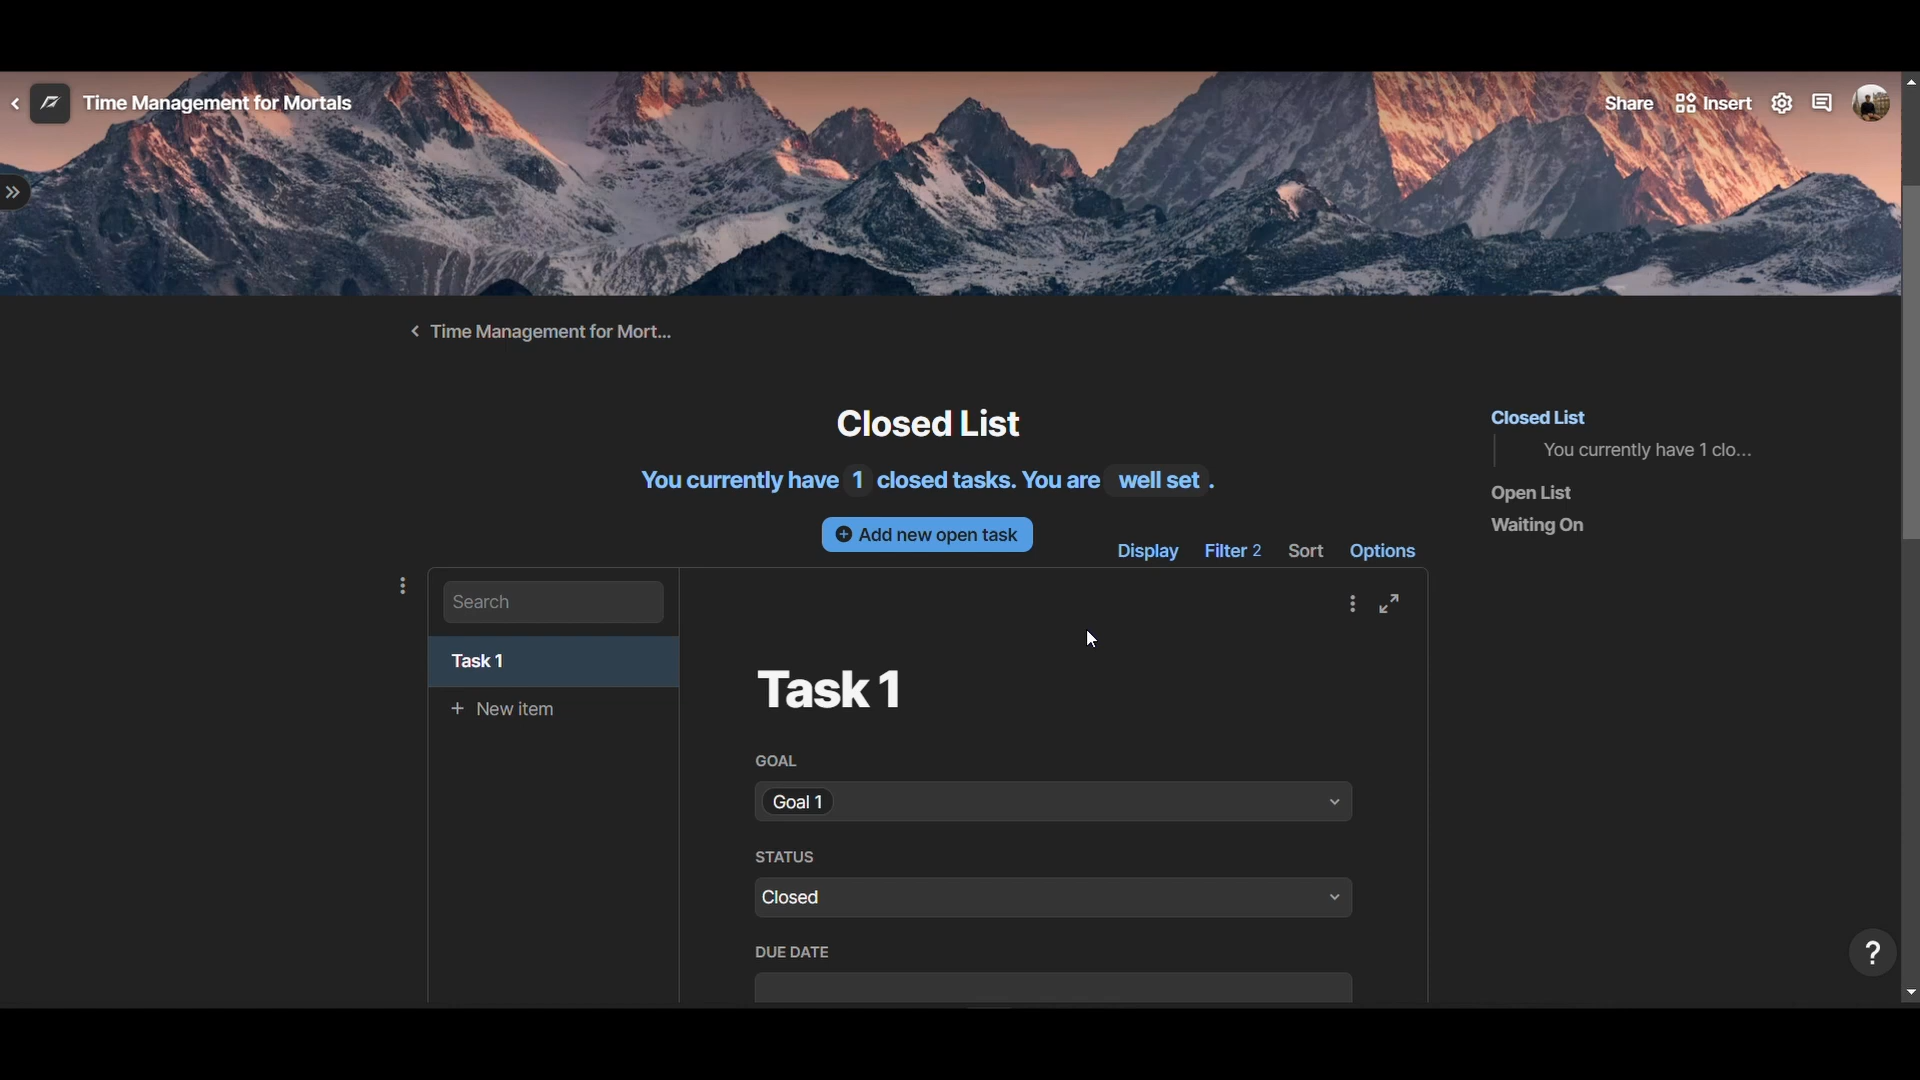 Time Management for Mortals
Share
Insert
Time Management for Mort...
Closed List
You currently have 1 closed tasks. You are well set .
Add new open task
Display
Filter 2
Sort
Options
Closed List
You currently have 1 clo...
Open List
Waiting On
Search
Task 1
+ New item
Task 1
GOAL
Goal 1
STATUS
Closed
DUE DATE
?